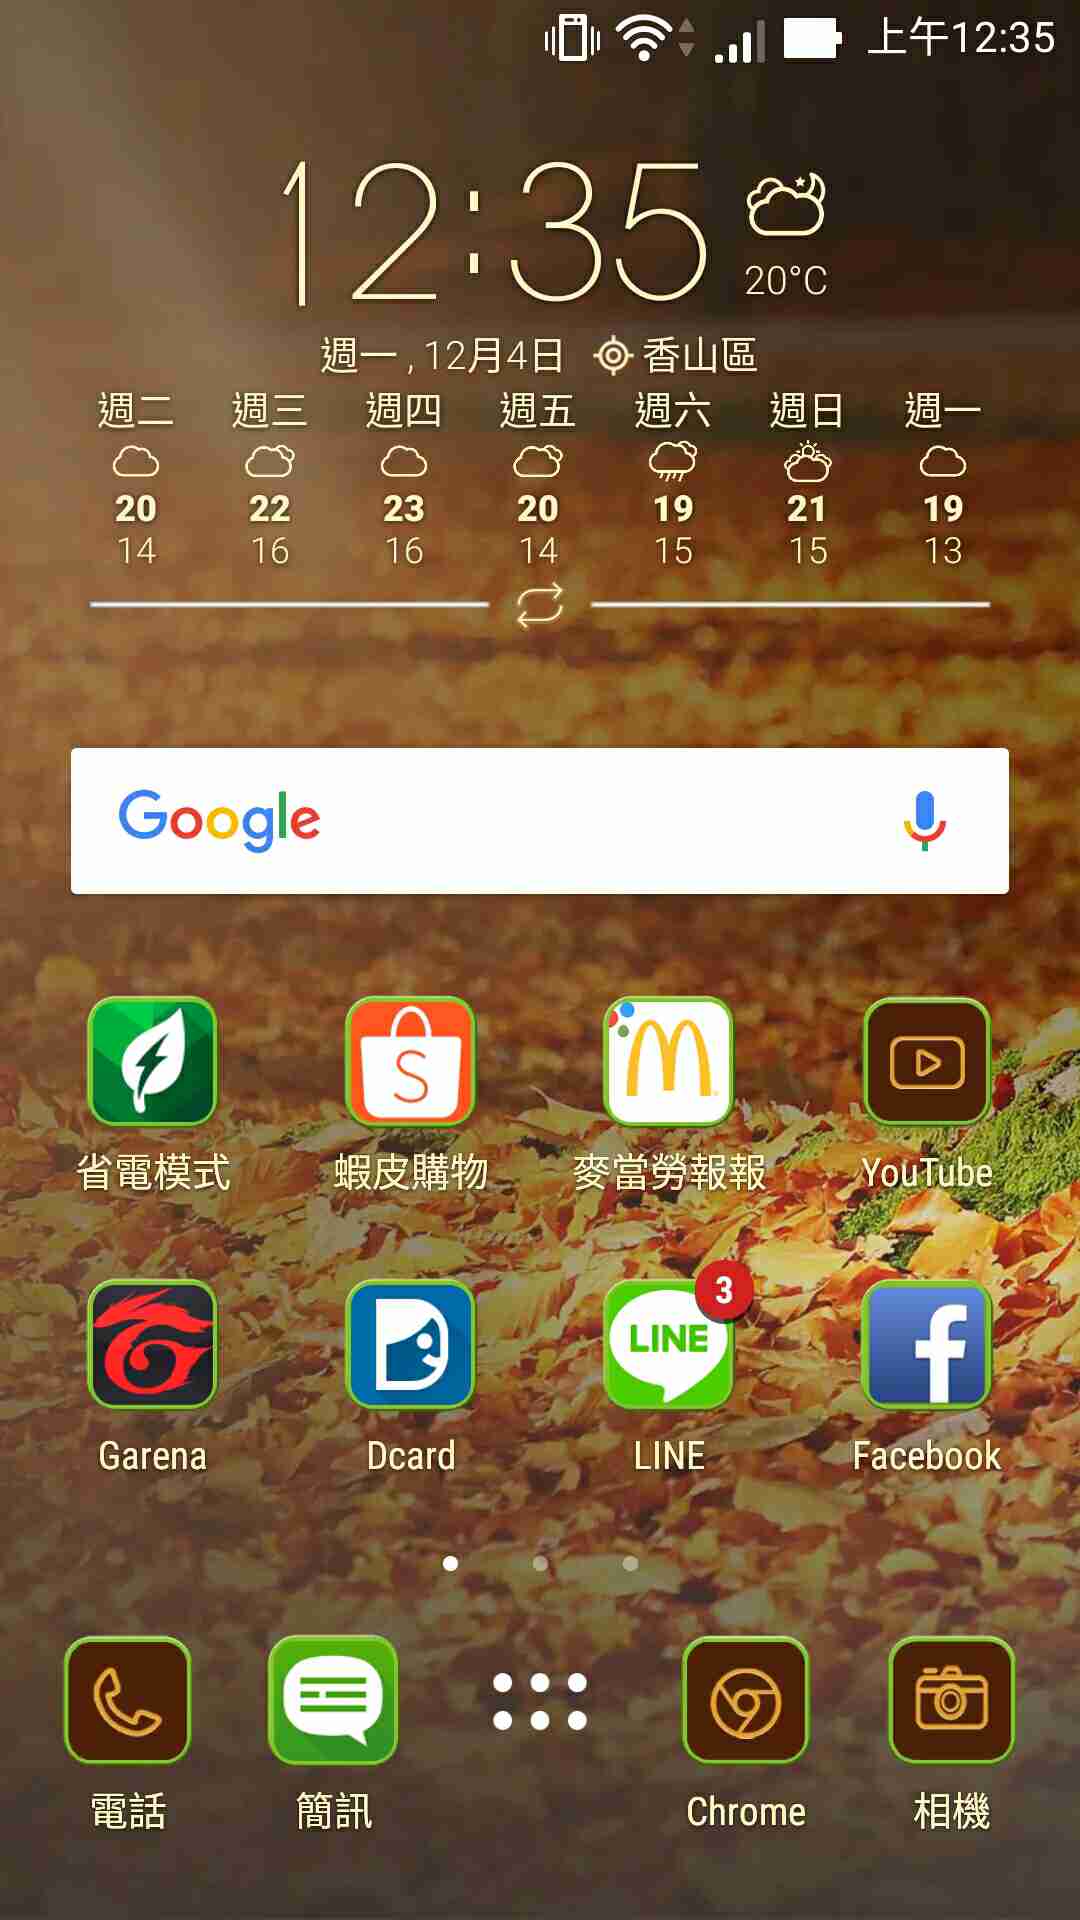 上午12:35
12:35
20°C
週一 , 12月4日 香山區
週二 週三 週四 週五 週六 週日 週一
20 22 23 20 19 21 19
14 16 16 14 15 15 13
Google
省電模式 蝦皮購物 麥當勞報報 YouTube
3
LINE
Garena Dcard LINE Facebook
電話 簡訊 Chrome 相機